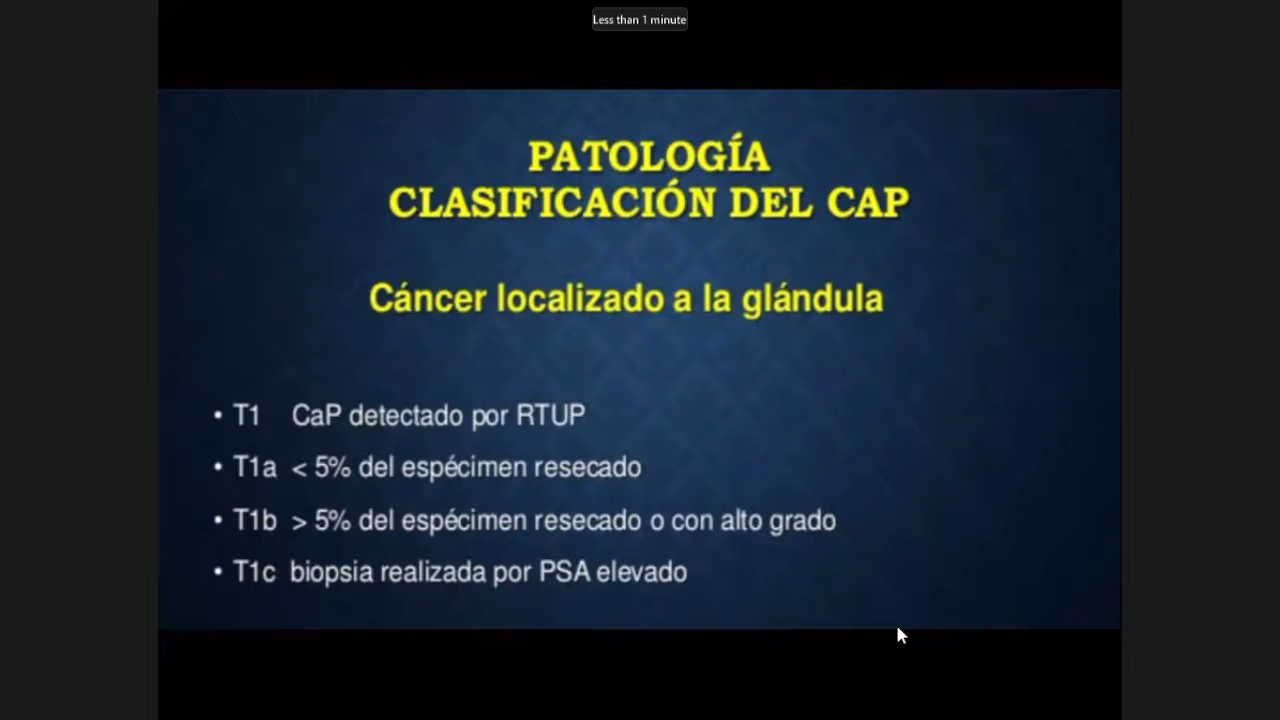 Less than 1 minute
PATOLOGÍA
CLASIFICACIÓN DEL CAP
Cáncer localizado a la glándula
• T1 CaP detectado por RTUP
• T1a < 5% del espécimen resecado
• T1b > 5% del espécimen resecado o con alto grado
• T1c biopsia realizada por PSA elevado